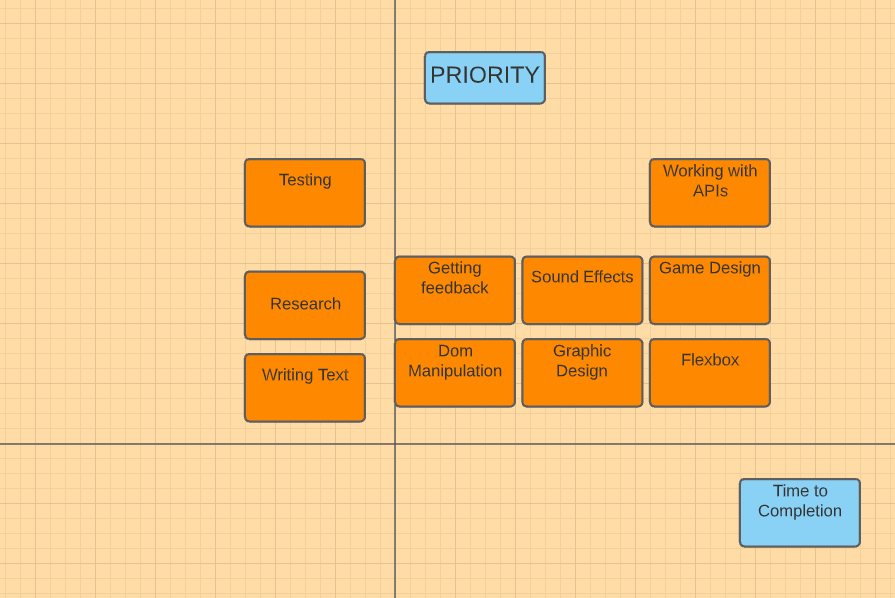 PRIORITY
Testing
Working with
APIs
Getting
feedback
Sound Effects
Game Design
Research
Dom
Manipulation
Graphic
Design
Flexbox
Writing Text
Time to
Completion